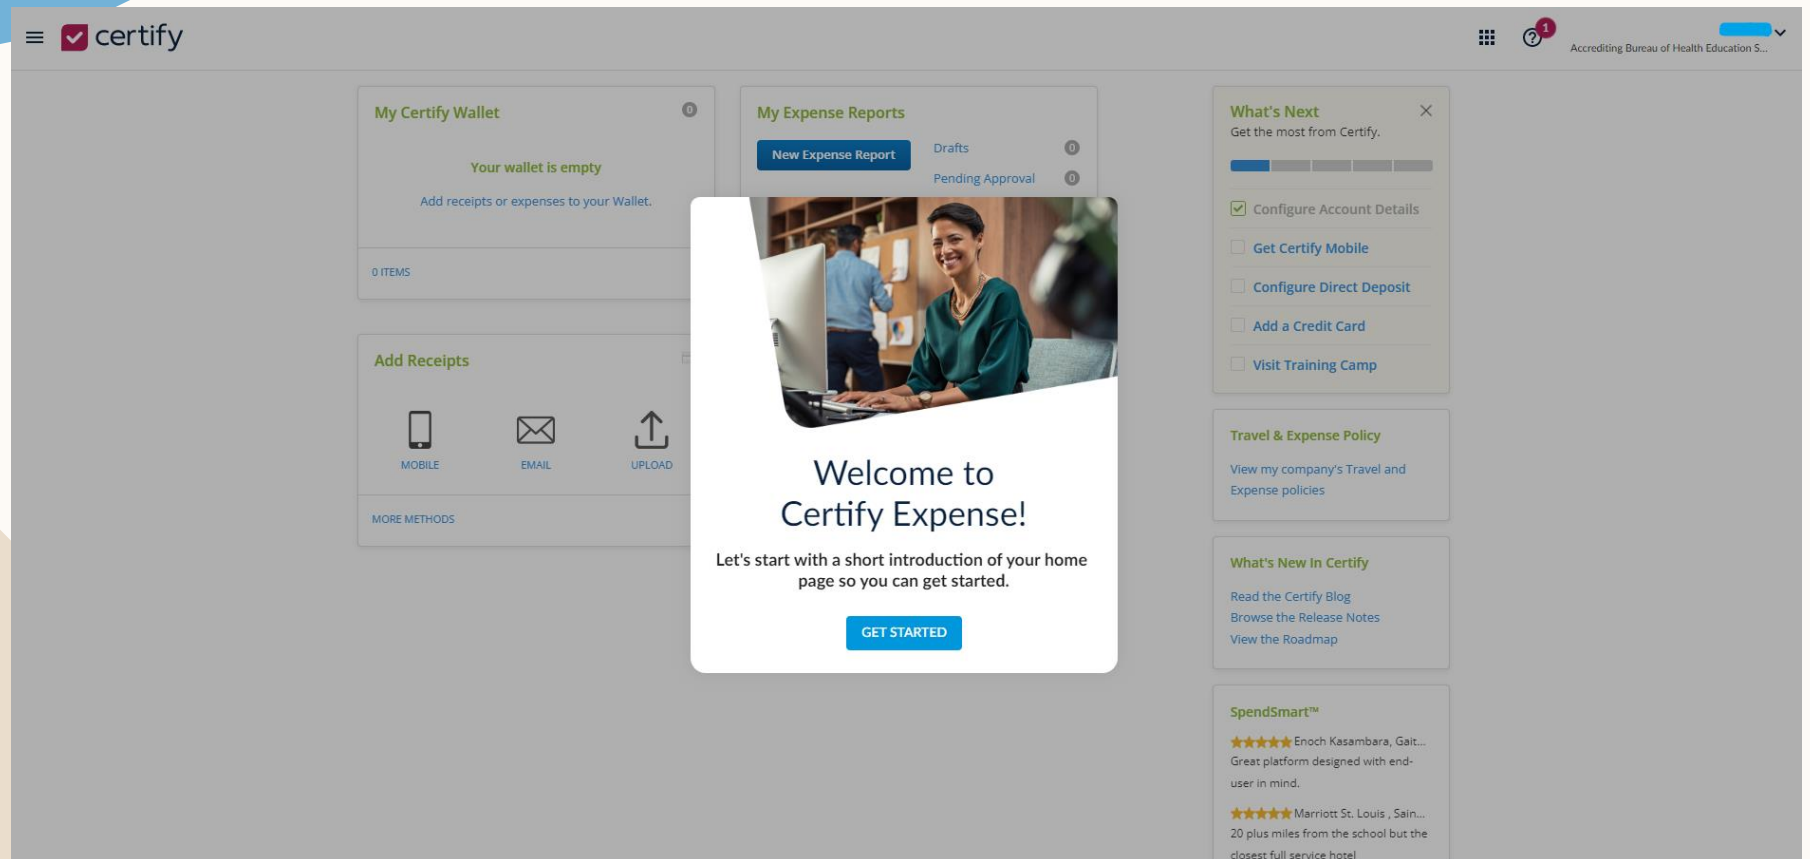 certify
1
Accrediting Bureau of Health Education S...
My Certify Wallet
0
Your wallet is empty
Add receipts or expenses to your Wallet.
0 ITEMS
My Expense Reports
New Expense Report
Drafts
0
Pending Approval
0
Add Receipts
MOBILE
EMAIL
UPLOAD
MORE METHODS
Welcome to
Certify Expense!
Let's start with a short introduction of your home
page so you can get started.
GET STARTED
What's Next
Get the most from Certify.
Configure Account Details
Get Certify Mobile
Configure Direct Deposit
Add a Credit Card
Visit Training Camp
Travel & Expense Policy
View my company's Travel and
Expense policies
What's New In Certify
Read the Certify Blog
Browse the Release Notes
View the Roadmap
SpendSmart™
Enoch Kasambara, Gait...
Great platform designed with end-
user in mind.
Marriott St. Louis , Sain...
20 plus miles from the school but the
closest full service hotel